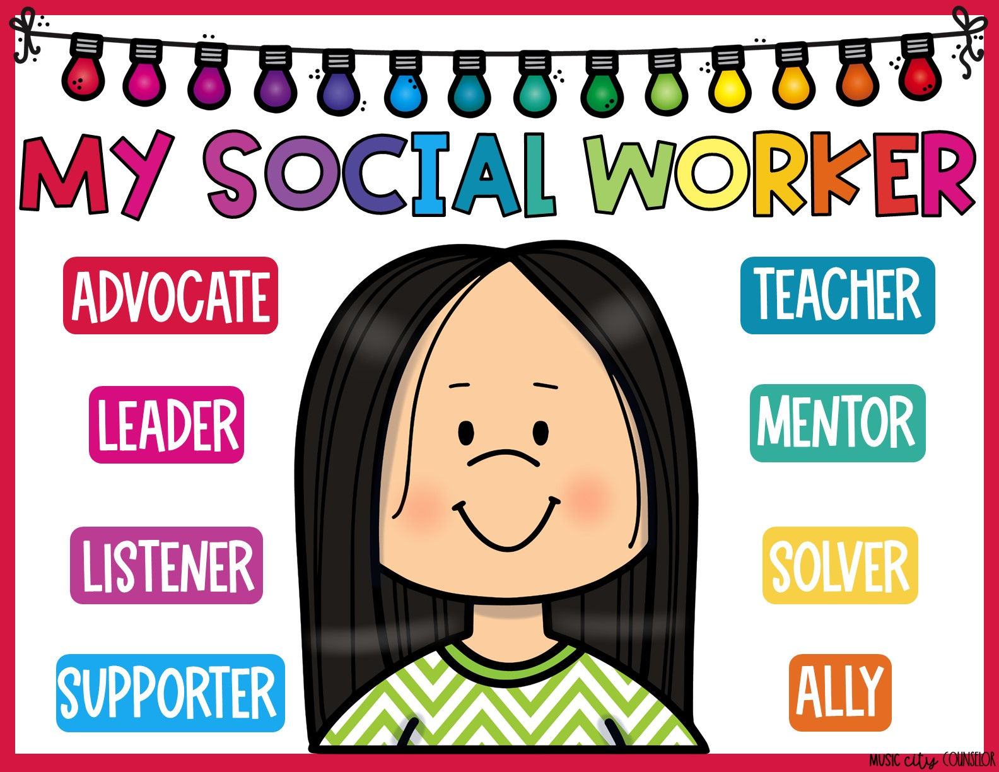 MY SOCIAL WORKER
ADVOCATE
LEADER
LISTENER
SUPPORTER
TEACHER
MENTOR
SOLVER
ALLY
MUSIC city COUNSELOR